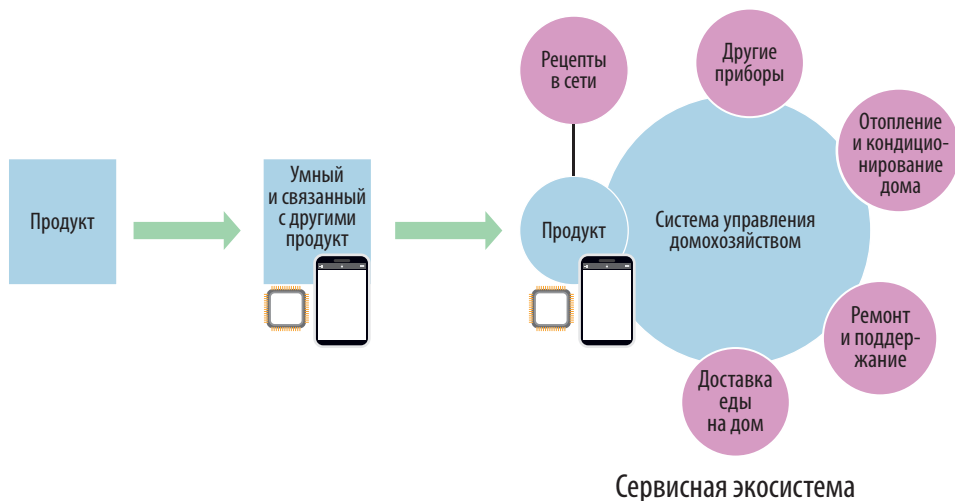 Продукт
Умный
и связанный
с другими
продукт
Рецепты
в сети
Продукт
Система управления
домохозяйством
Другие
приборы
Отопление
и кондицио-
нирование
дома
Ремонт
и поддер-
жание
Доставка
еды
на дом
Сервисная экосистема